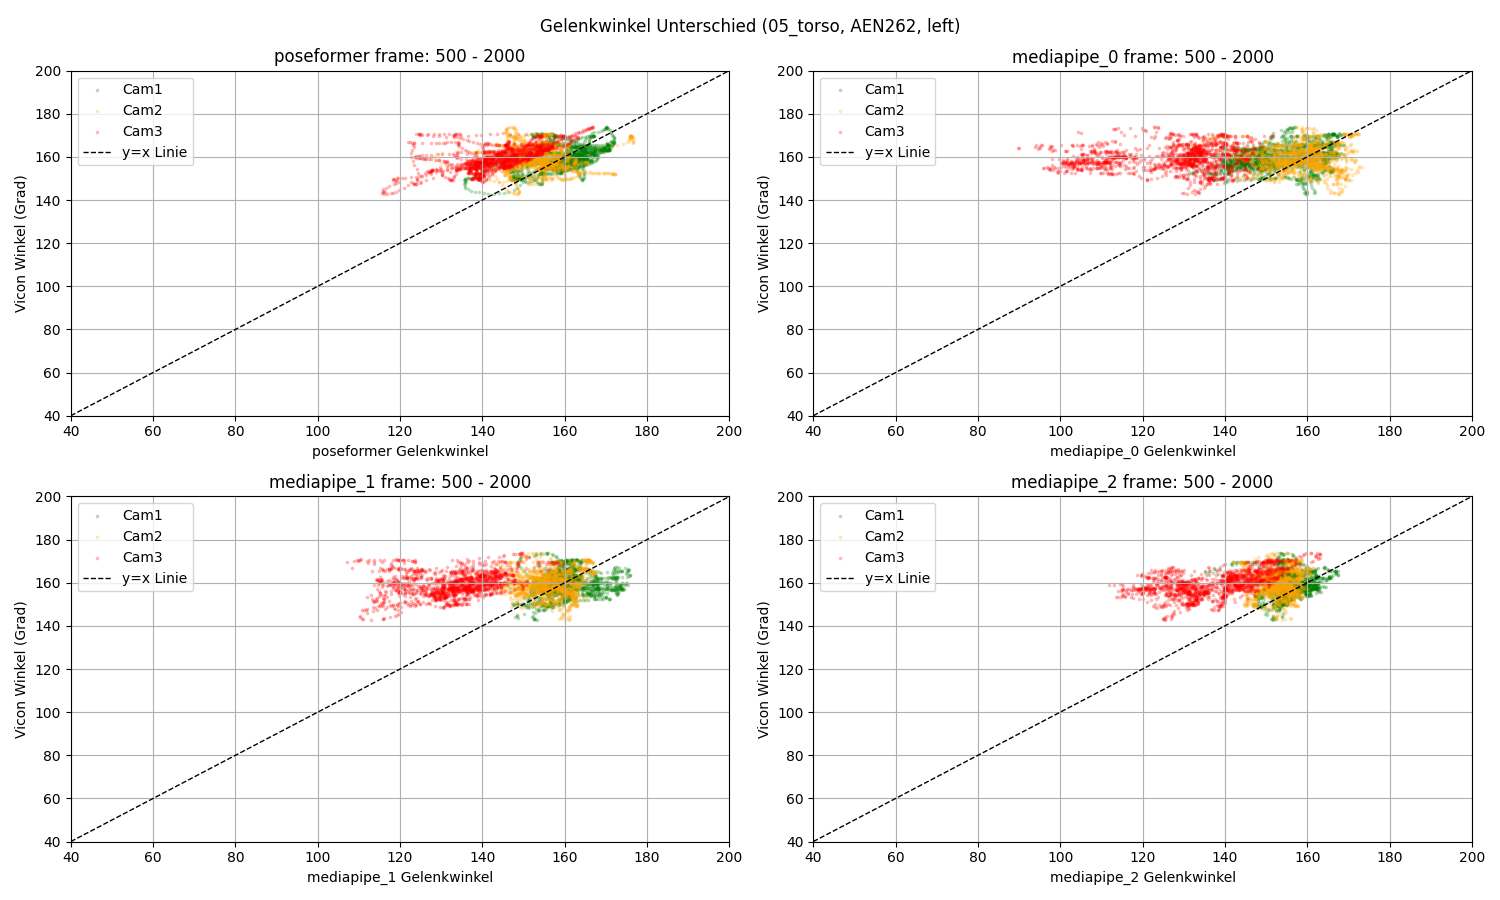 Gelenkwinkel Unterschied (05_torso, AEN262, left)
poseformer frame: 500 - 2000
200
180
160
140
120
100
80
60
40
Vicon Winkel (Grad)
Cam1
Cam2
Cam3
y=x Linie
40 60 80 100 120 140 160 180 200
poseformer Gelenkwinkel
mediapipe_0 frame: 500 - 2000
200
180
160
140
120
100
80
60
40
Vicon Winkel (Grad)
Cam1
Cam2
Cam3
y=x Linie
40 60 80 100 120 140 160 180 200
mediapipe_0 Gelenkwinkel
mediapipe_1 frame: 500 - 2000
200
180
160
140
120
100
80
60
40
Vicon Winkel (Grad)
Cam1
Cam2
Cam3
y=x Linie
40 60 80 100 120 140 160 180 200
mediapipe_1 Gelenkwinkel
mediapipe_2 frame: 500 - 2000
200
180
160
140
120
100
80
60
40
Vicon Winkel (Grad)
Cam1
Cam2
Cam3
y=x Linie
40 60 80 100 120 140 160 180 200
mediapipe_2 Gelenkwinkel